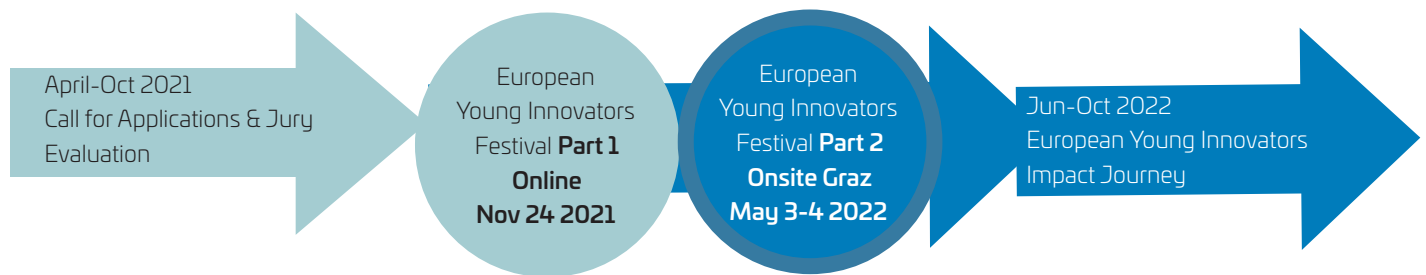 April-Oct 2021
Call for Applications & Jury
Evaluation
European
Young Innovators
Festival Part 1
Online
Nov 24 2021
European
Young Innovators
Festival Part 2
Onsite Graz
May 3-4 2022
Jun-Oct 2022
European Young Innovators
Impact Journey